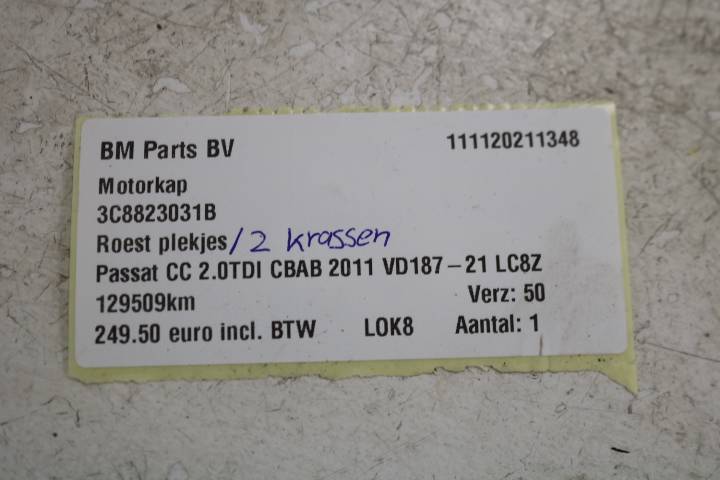 BM Parts BV 111120211348
Motorkap
3C8823031B
Roest plekjes / 2 krassen
Passat CC 2.0TDI CBAB 2011 VD187-21 LC8Z
129509km Verz: 50
249.50 euro incl. BTW LOK8 Aantal: 1